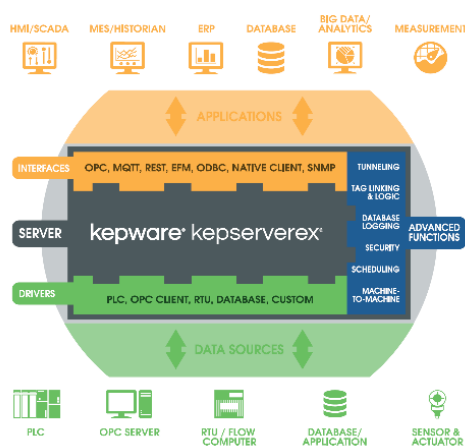 HMI/SCADA
MES/HISTORIAN
ERP
DATABASE
BIG DATA/
ANALYTICS
MEASUREMENT
APPLICATIONS
INTERFACES
OPC, MQTT, REST, EFM, ODBC, NATIVE CLIENT, SNMP
TUNNELING
TAG LINKING
& LOGIC
DATABASE
LOGGING
SECURITY
SCHEDULING
MACHINE-
TO-MACHINE
ADVANCED
FUNCTIONS
SERVER
kepware® kepserverex®
DRIVERS
PLC, OPC CLIENT, RTU, DATABASE, CUSTOM
DATA SOURCES
PLC
OPC SERVER
RTU / FLOW
COMPUTER
DATABASE/
APPLICATION
SENSOR &
ACTUATOR